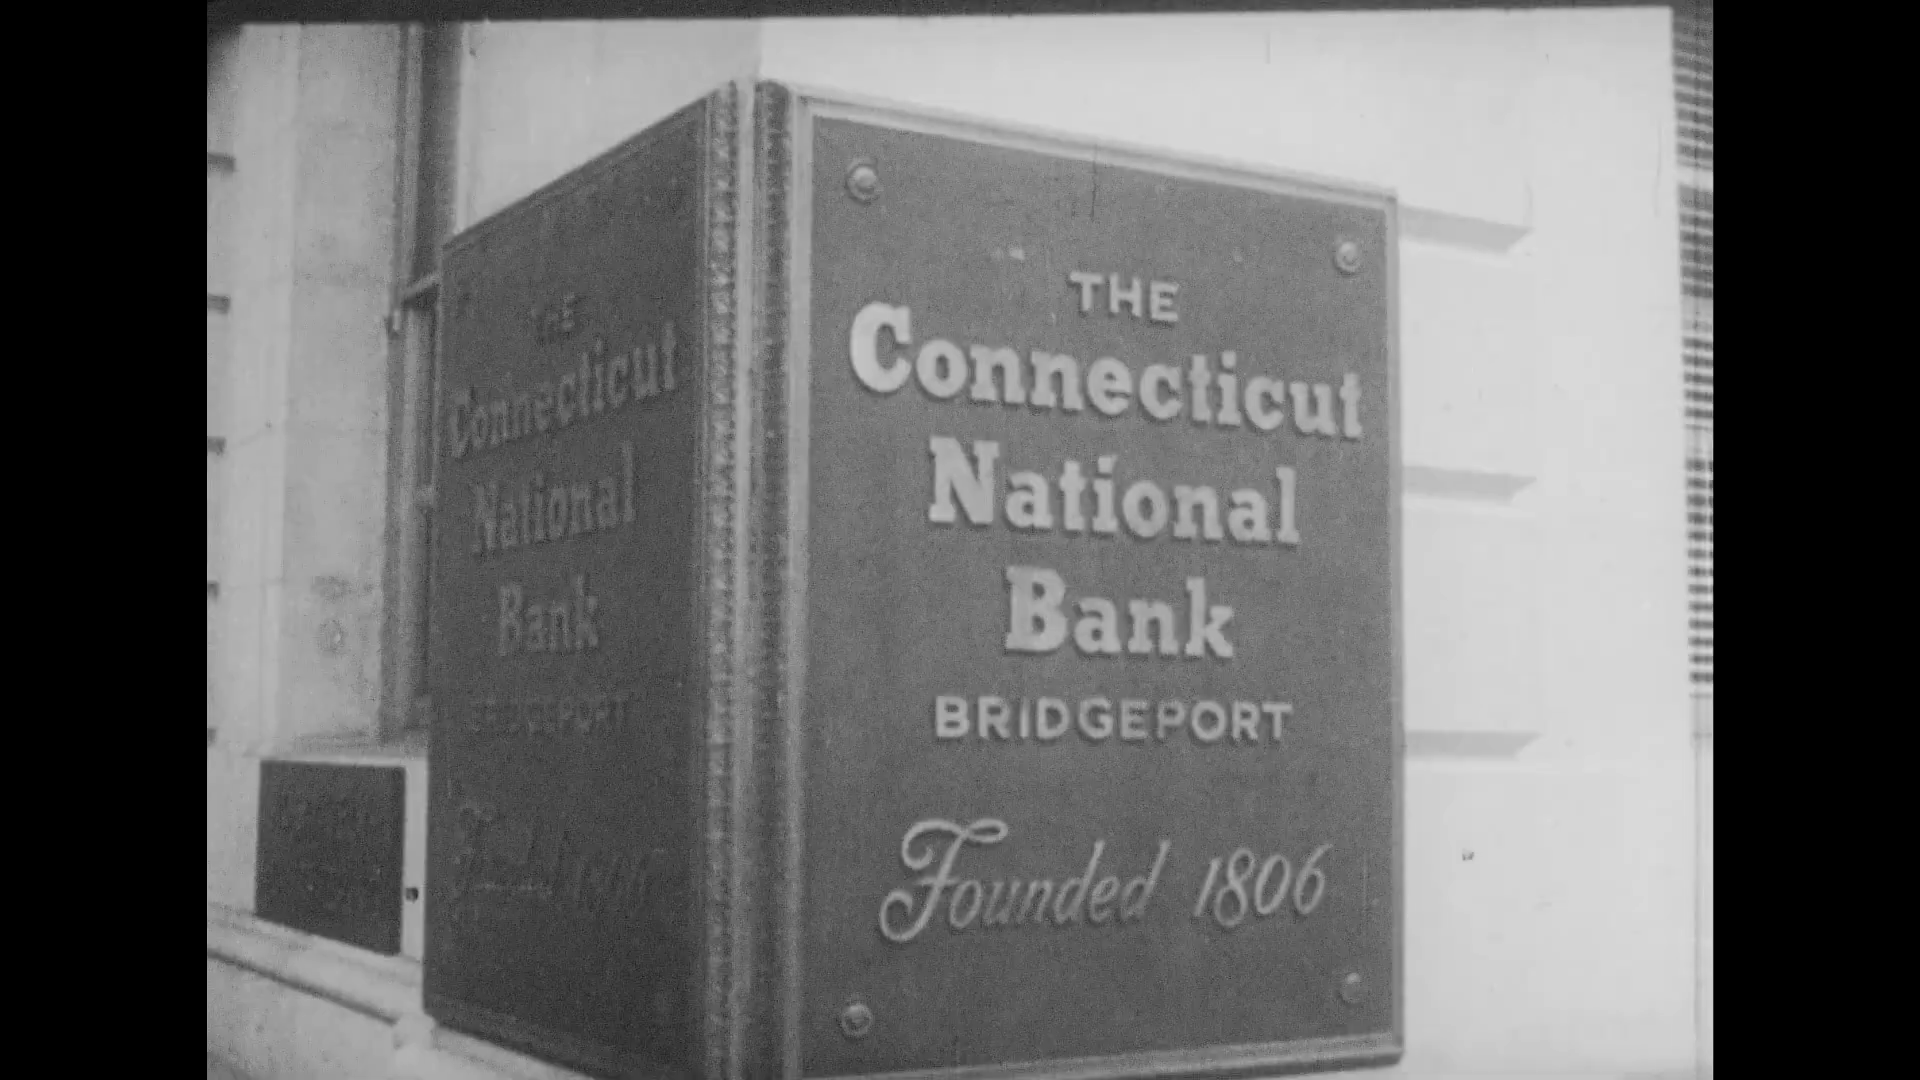 THE
Connecticut
National
Bank
BRIDGEPORT
Founded 1806
THE
Connecticut
National
Bank
BRIDGEPORT